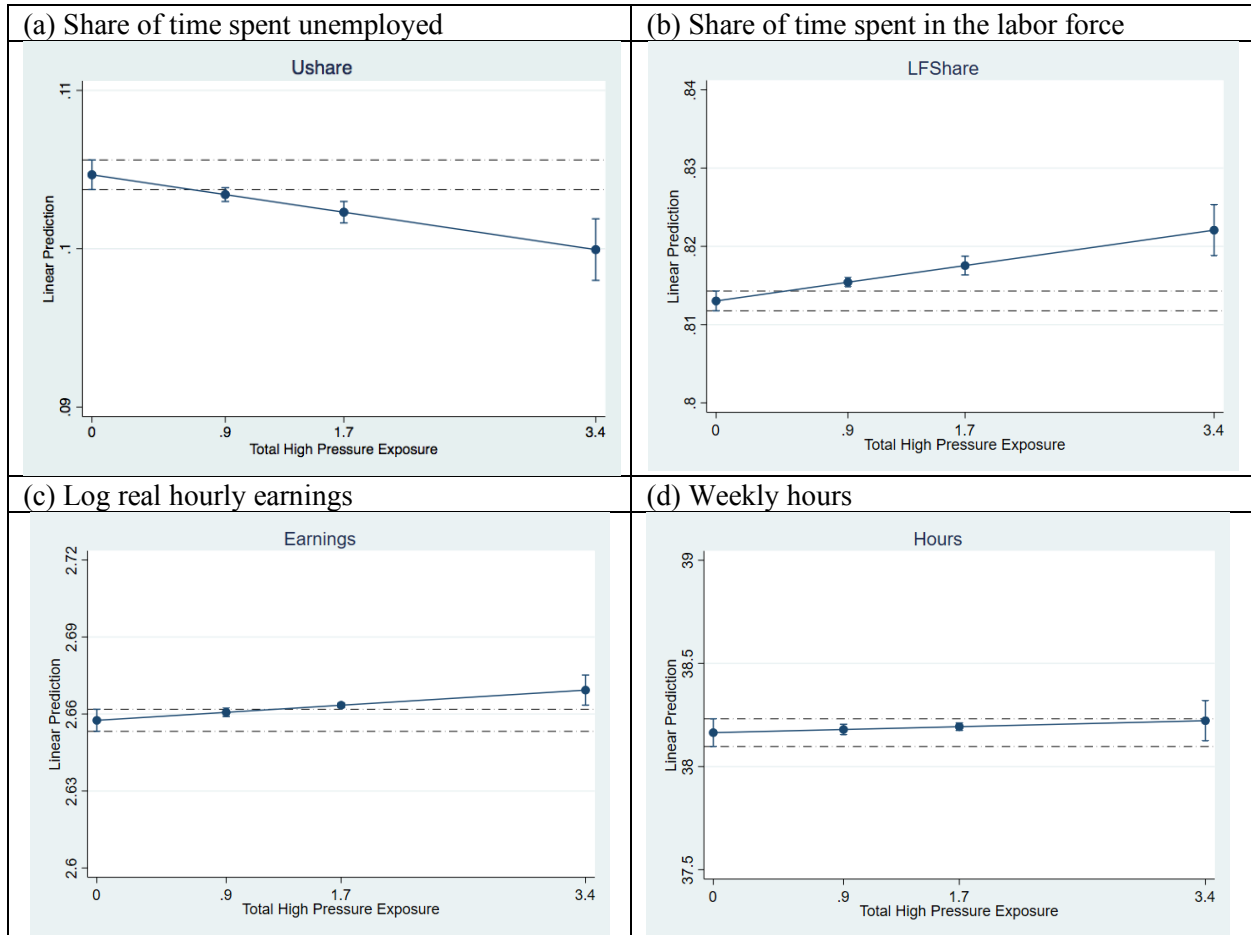 (a) Share of time spent unemployed
Ushare
.11
.1
.09
Linear Prediction
0 .9 1.7 3.4
Total High Pressure Exposure
(b) Share of time spent in the labor force
LFShare
.84
.83
.82
.81
.8
Linear Prediction
0 .9 1.7 3.4
Total High Pressure Exposure
(c) Log real hourly earnings
Earnings
2.72
2.69
2.66
2.63
2.6
Linear Prediction
0 .9 1.7 3.4
Total High Pressure Exposure
(d) Weekly hours
Hours
39
38.5
38
37.5
Linear Prediction
0 .9 1.7 3.4
Total High Pressure Exposure